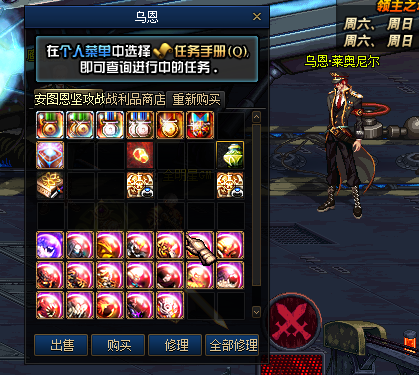 乌恩
在个人菜单中选择 任务手册(Q),
即可查询进行中的任务.
安图恩坚攻战战利品商店 重新购买
出售 购买 修理 全部修理
领主之
周六、 周日
周六、 周日
乌恩·莱奥尼尔